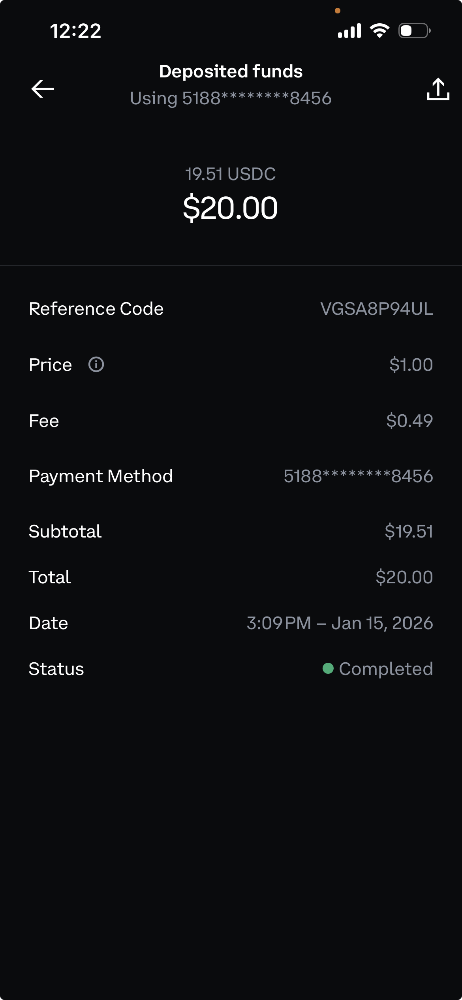 12:22
Deposited funds
Using 5188********8456
19.51 USDC
$20.00
Reference Code VGSA8P94UL
Price $1.00
Fee $0.49
Payment Method 5188********8456
Subtotal $19.51
Total $20.00
Date 3:09 PM – Jan 15, 2026
Status Completed